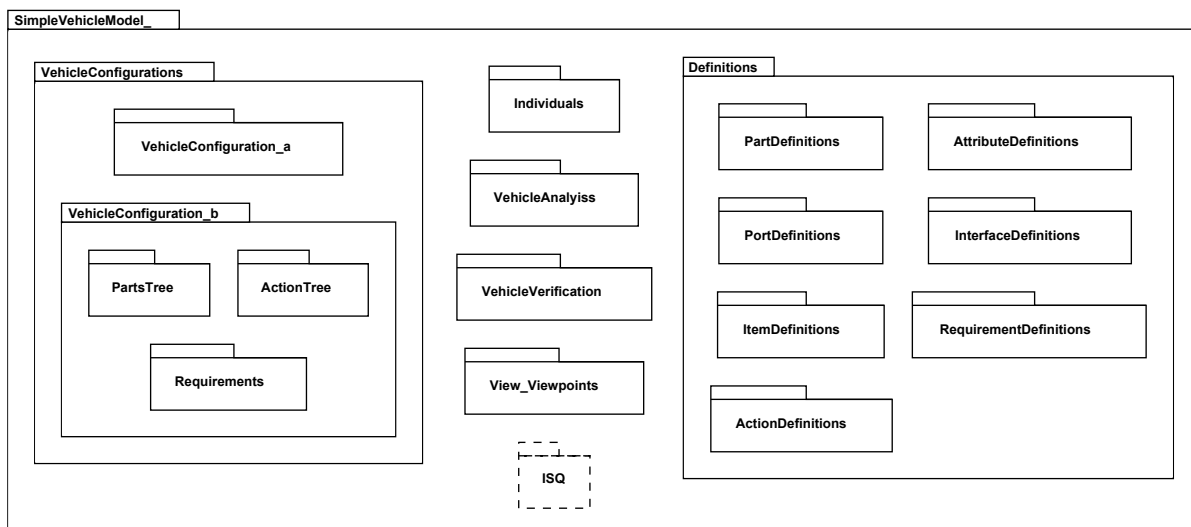 SimpleVehicleModel_
VehicleConfigurations
VehicleConfiguration_a
VehicleConfiguration_b
PartsTree
ActionTree
Requirements
Individuals
VehicleAnalyiss
VehicleVerification
View_Viewpoints
ISQ
Definitions
PartDefinitions
AttributeDefinitions
PortDefinitions
InterfaceDefinitions
ItemDefinitions
RequirementDefinitions
ActionDefinitions